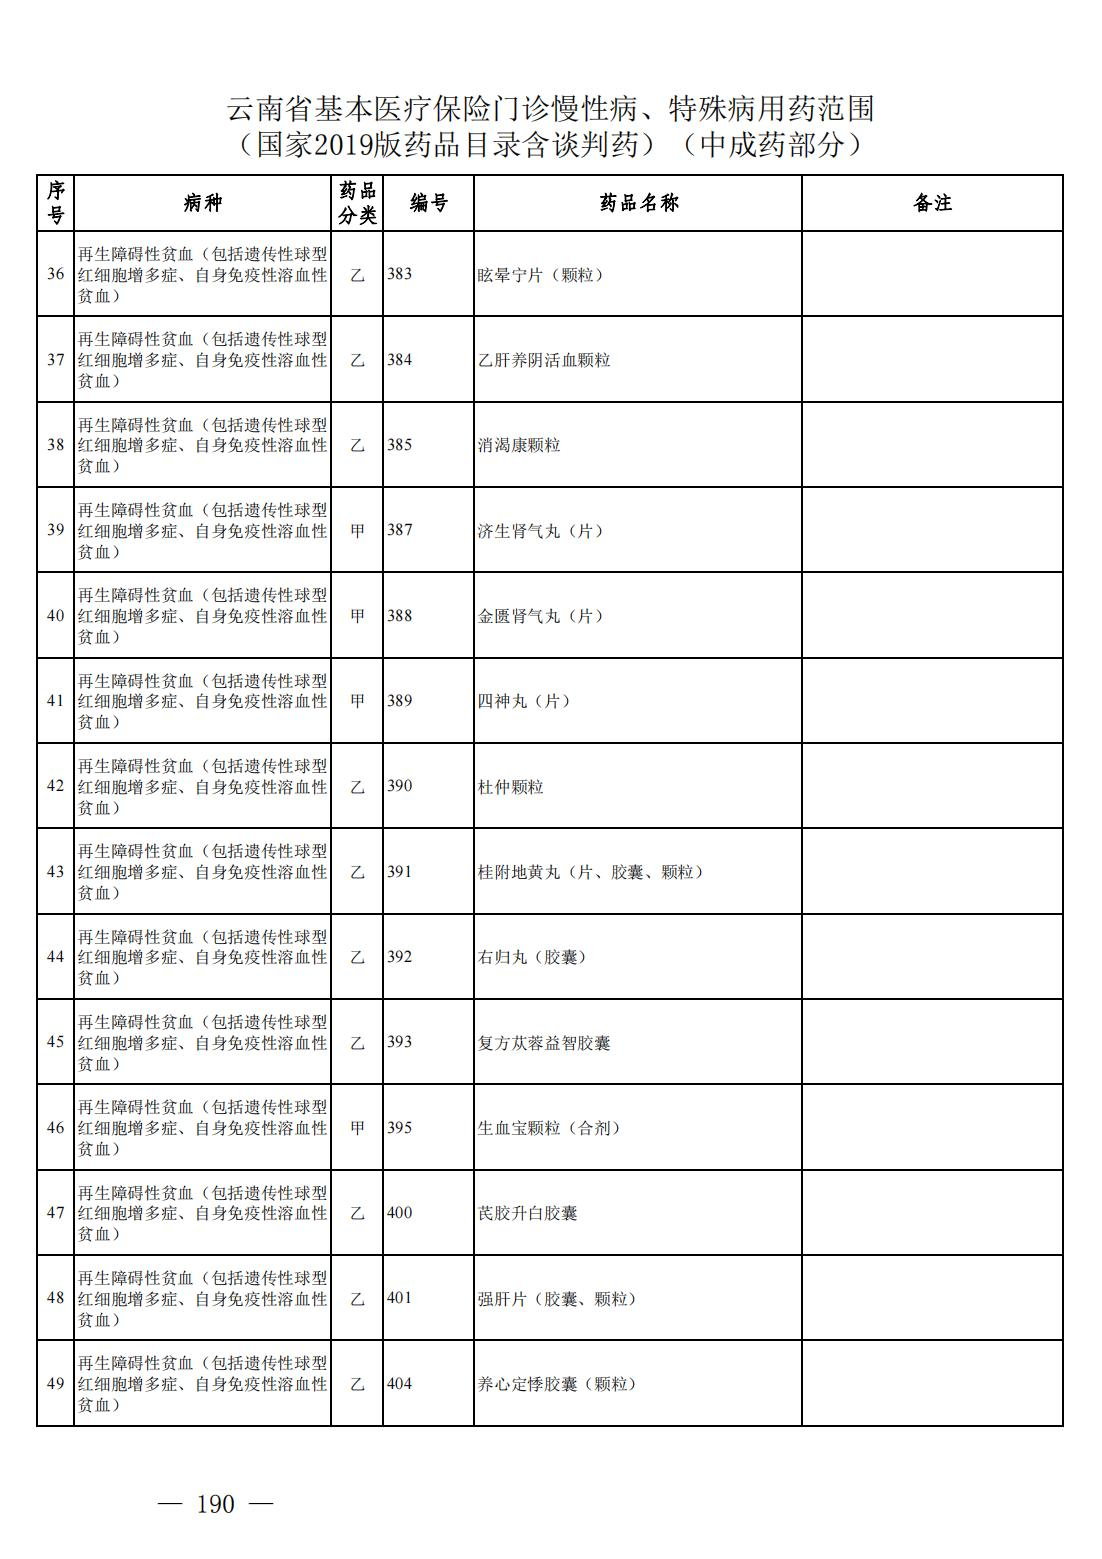 云南省基本医疗保险门诊慢性病、特殊病用药范围
（国家2019版药品目录含谈判药）（中成药部分）
序号 病种 药品分类 编号 药品名称 备注
36 再生障碍性贫血（包括遗传性球型红细胞增多症、自身免疫性溶血性贫血） 乙 383 眩晕宁片（颗粒）
37 再生障碍性贫血（包括遗传性球型红细胞增多症、自身免疫性溶血性贫血） 乙 384 乙肝养阴活血颗粒
38 再生障碍性贫血（包括遗传性球型红细胞增多症、自身免疫性溶血性贫血） 乙 385 消渴康颗粒
39 再生障碍性贫血（包括遗传性球型红细胞增多症、自身免疫性溶血性贫血） 甲 387 济生肾气丸（片）
40 再生障碍性贫血（包括遗传性球型红细胞增多症、自身免疫性溶血性贫血） 甲 388 金匮肾气丸（片）
41 再生障碍性贫血（包括遗传性球型红细胞增多症、自身免疫性溶血性贫血） 甲 389 四神丸（片）
42 再生障碍性贫血（包括遗传性球型红细胞增多症、自身免疫性溶血性贫血） 乙 390 杜仲颗粒
43 再生障碍性贫血（包括遗传性球型红细胞增多症、自身免疫性溶血性贫血） 乙 391 桂附地黄丸（片、胶囊、颗粒）
44 再生障碍性贫血（包括遗传性球型红细胞增多症、自身免疫性溶血性贫血） 乙 392 右归丸（胶囊）
45 再生障碍性贫血（包括遗传性球型红细胞增多症、自身免疫性溶血性贫血） 乙 393 复方苁蓉益智胶囊
46 再生障碍性贫血（包括遗传性球型红细胞增多症、自身免疫性溶血性贫血） 甲 395 生血宝颗粒（合剂）
47 再生障碍性贫血（包括遗传性球型红细胞增多症、自身免疫性溶血性贫血） 乙 400 芪胶升白胶囊
48 再生障碍性贫血（包括遗传性球型红细胞增多症、自身免疫性溶血性贫血） 乙 401 强肝片（胶囊、颗粒）
49 再生障碍性贫血（包括遗传性球型红细胞增多症、自身免疫性溶血性贫血） 乙 404 养心定悸胶囊（颗粒）
— 190 —